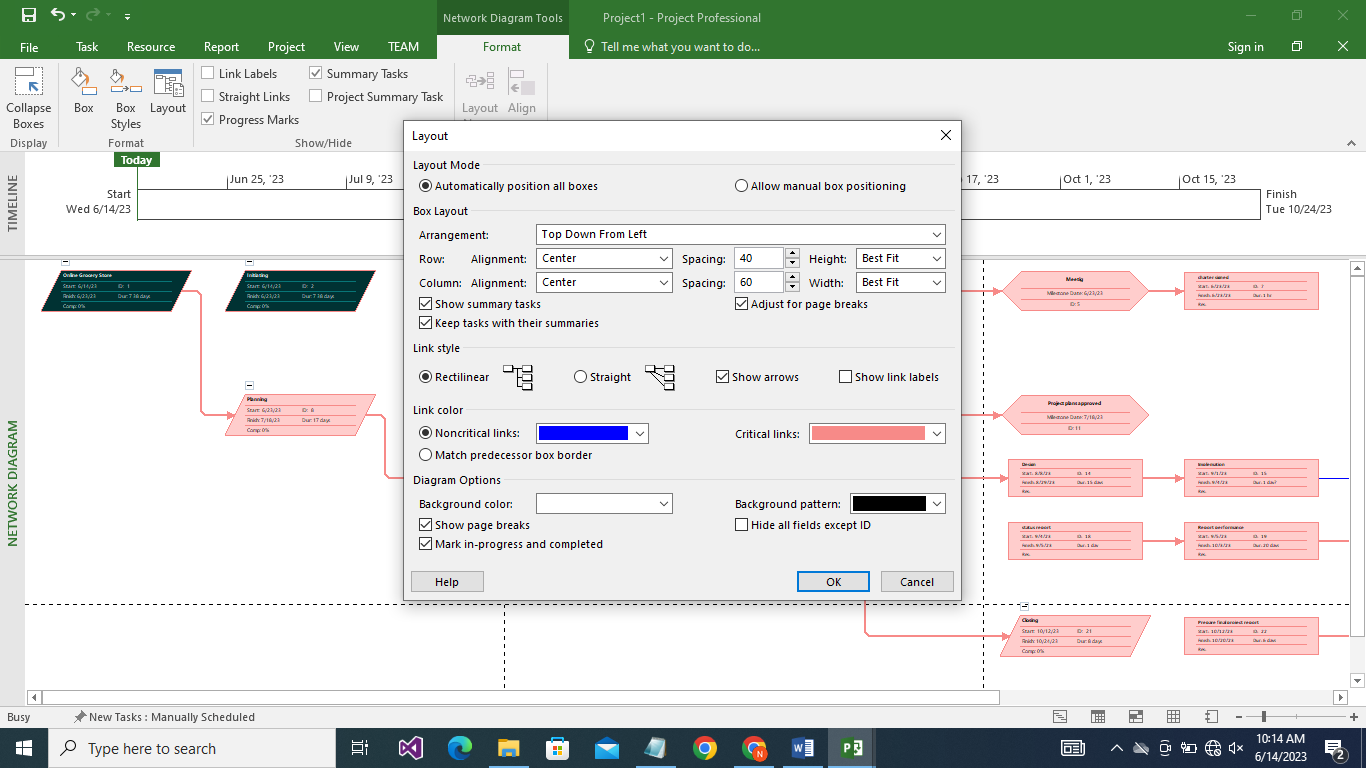 Network Diagram Tools
Project1 - Project Professional
File
Task
Resource
Report
Project
View
TEAM
Format
Tell me what you want to do...
Sign in
Collapse Boxes
Box
Box Styles
Layout
Link Labels
Straight Links
Progress Marks
Summary Tasks
Project Summary Task
Layout
Align
Display
Format
Show/Hide
TIMELINE
Today
Start
Wed 6/14/23
Jun 25, '23
Jul 9, '23
17, '23
Oct 1, '23
Oct 15, '23
Finish
Tue 10/24/23
Layout
Layout Mode
Automatically position all boxes
Allow manual box positioning
Box Layout
Arrangement:
Top Down From Left
Row:
Alignment:
Center
Spacing:
40
Height:
Best Fit
Column:
Alignment:
Center
Spacing:
60
Width:
Best Fit
Show summary tasks
Adjust for page breaks
Keep tasks with their summaries
Link style
Rectilinear
Straight
Show arrows
Show link labels
Link color
Noncritical links:
Critical links:
Match predecessor box border
Diagram Options
Background color:
Background pattern:
Show page breaks
Hide all fields except ID
Mark in-progress and completed
Help
OK
Cancel
NETWORK DIAGRAM
Online Grocery Store
Start: 6/14/23 ID: 1
Finish: 6/23/23 Dur: 7.38 days
Comp: 0%
Initiating
Start: 6/14/23 ID: 2
Finish: 6/23/23 Dur: 7.38 days
Comp: 0%
Planning
Start: 6/23/23 ID: 8
Finish: 7/18/23 Dur: 17 days
Comp: 0%
Milestone Date: 6/23/23
ID: 5
charter signed
Start: 6/23/23 ID: 7
Finish: 6/23/23 Dur: 1 hr
Res:
Project plans approved
Milestone Date: 7/18/23
ID: 11
Design
Start: 8/8/23 ID: 14
Finish: 8/29/23 Dur: 15 days
Res:
Start: 9/1/23 ID: 15
Finish: 9/4/23 Dur: 1 day?
Res:
status report
Start: 9/4/23 ID: 18
Finish: 9/5/23 Dur: 1 day
Res:
Report performance
Start: 9/5/23 ID: 19
Finish: 10/3/23 Dur: 20 days
Res:
Closing
Start: 10/12/23 ID: 21
Finish: 10/24/23 Dur: 8 days
Comp: 0%
Prepare final project report
Start: 10/12/23 ID: 22
Finish: 10/20/23 Dur: 6 days
Res:
Busy
New Tasks : Manually Scheduled
Type here to search
10:14 AM
6/14/2023
2